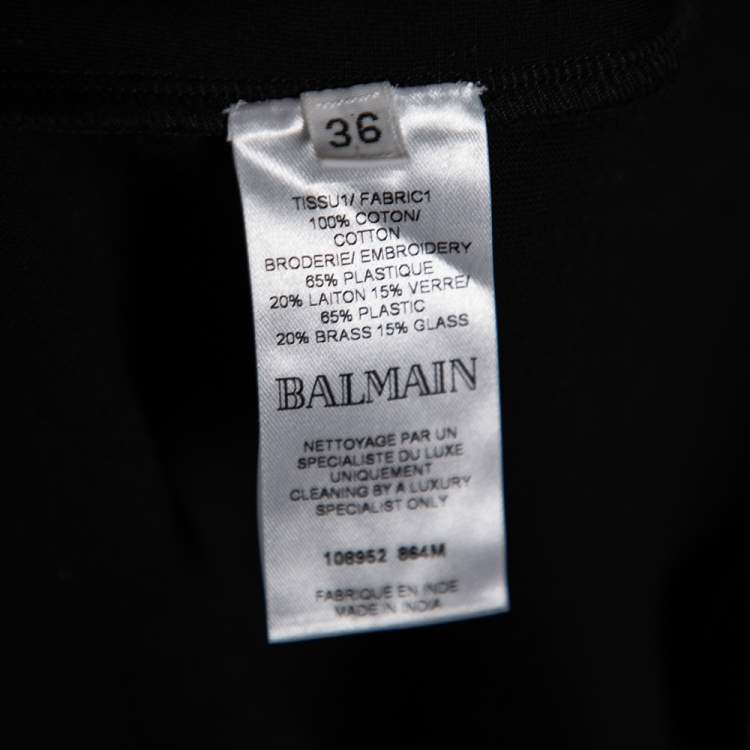 36
TISSU1/ FABRIC1
100% COTON/
COTTON
BRODERIE/ EMBROIDERY
65% PLASTIQUE
20% LAITON 15% VERRE/
65% PLASTIC
20% BRASS 15% GLASS
BALMAIN
NETTOYAGE PAR UN
SPECIALISTE DU LUXE
UNIQUEMENT
CLEANING BY A LUXURY
SPECIALIST ONLY
108952 864M
FABRIQUE EN INDE
MADE IN INDIA